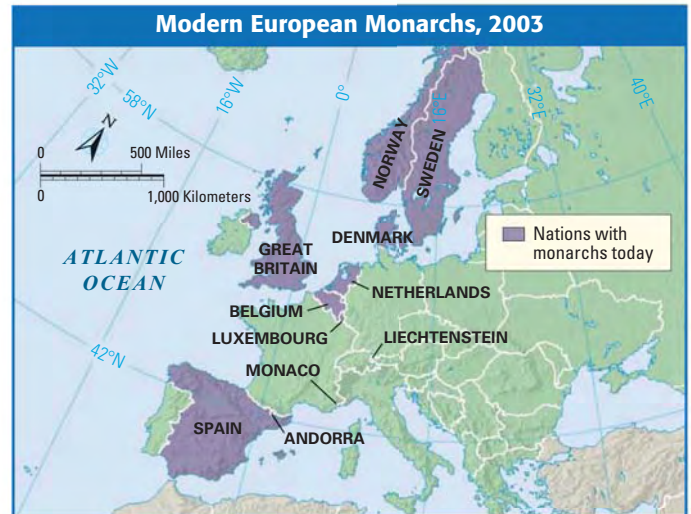 Modern European Monarchs, 2003
32°W
58°N
16°W
0°
16°E
32°E
40°E
N
0 500 Miles
0 1,000 Kilometers
NORWAY
SWEDEN
ATLANTIC
OCEAN
GREAT
BRITAIN
DENMARK
Nations with
monarchs today
NETHERLANDS
BELGIUM
LUXEMBOURG
LIECHTENSTEIN
42°N
MONACO
SPAIN
ANDORRA